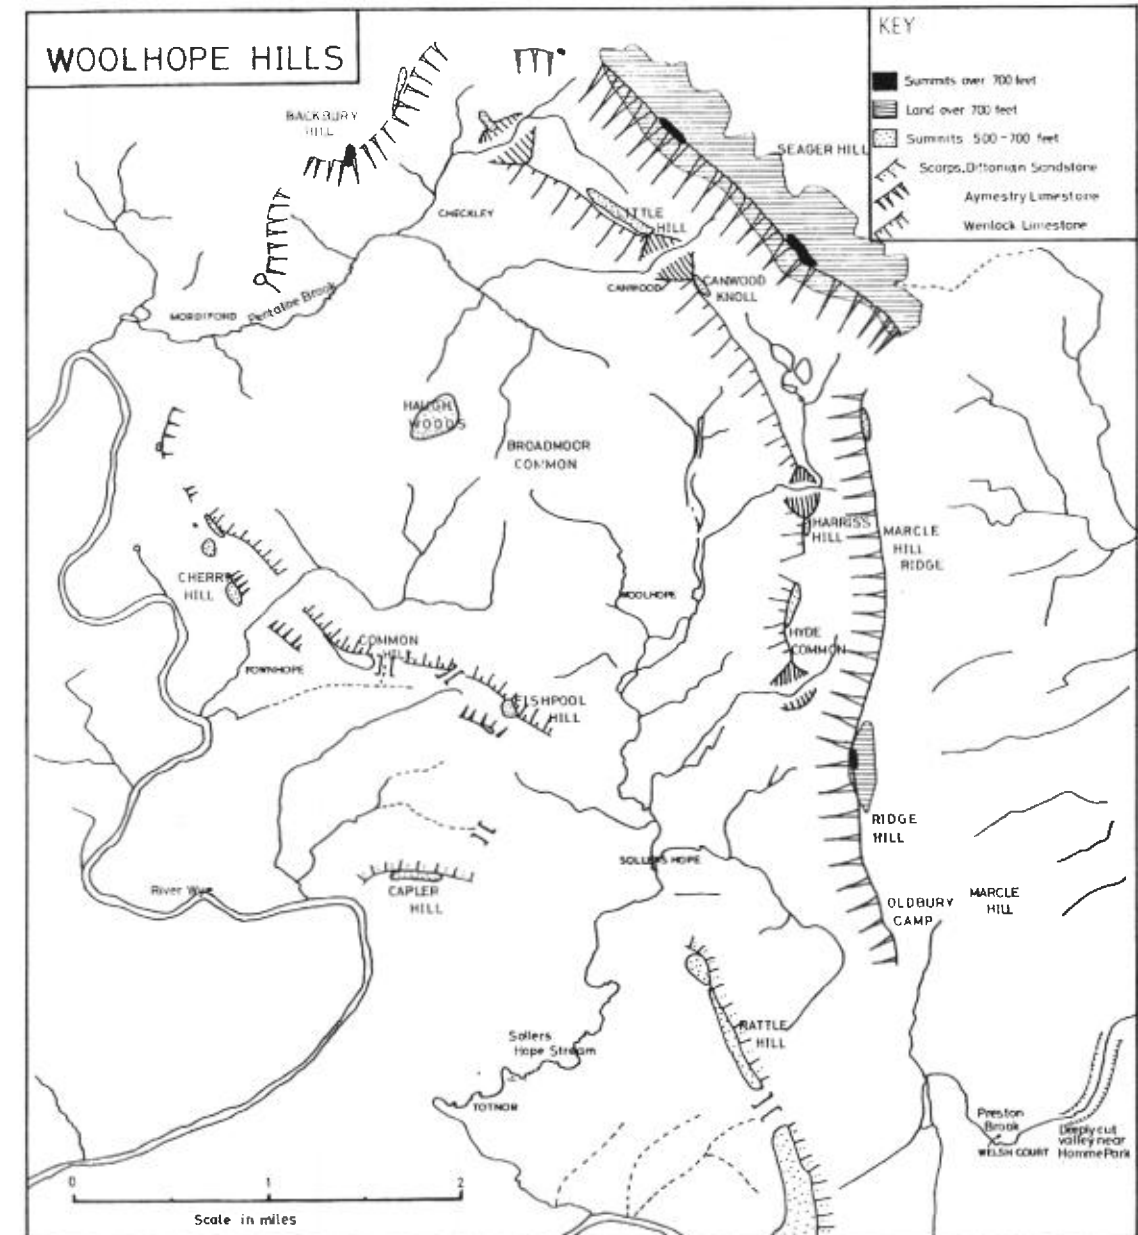 WOOLHOPE HILLS
KEY
Summits over 700 feet
Land over 700 feet
Summits 500-700 feet
Scarps. Dittonian Sandstone
Aymestry Limestone
Wenlock Limestone
BACKBURY
HILL
SEAGER HILL
CHECKLEY
LITTLE
HILL
CANWOOD
CANWOOD
KNOLL
MORDIFORD
Pentaloe Brook
HAUGH
WOODS
BROADMOOR
COMMON
HARRIS'S
HILL
MARCLE
HILL
RIDGE
CHERRY
HILL
WOOLHOPE
HYDE
COMMON
COMMON
HILL
FOWNHOPE
FISHPOOL
HILL
RIDGE
HILL
SOLLERS HOPE
River Wye
CAPLER
HILL
OLDBURY
CAMP
MARCLE
HILL
RATTLE
HILL
Sollers
Hope Stream
TOTNOR
Preston
Brook
WELSH COURT
Deeply cut
valley near
Homme Park
0 1 2
Scale in miles